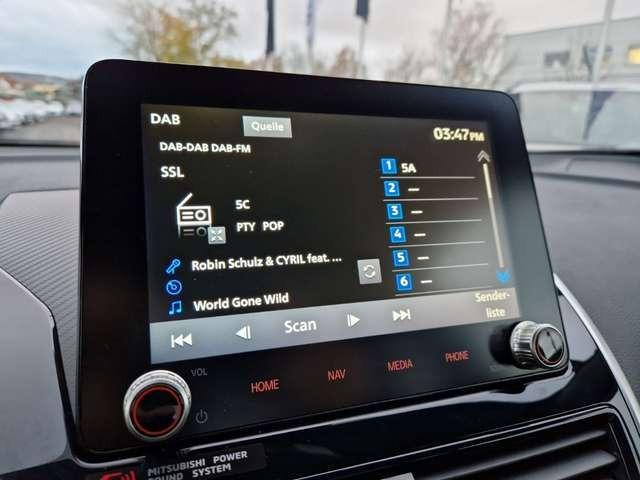 DAB
Quelle
03:47PM
DAB-DAB DAB-FM
SSL
5C
PTY POP
Robin Schulz & CYRIL feat. ...
World Gone Wild
1 5A
2 —
3 —
4 —
5 —
6 —
Scan
Sender-
liste
VOL
HOME
NAV
MEDIA
PHONE
MITSUBISHI POWER
SOUND SYSTEM